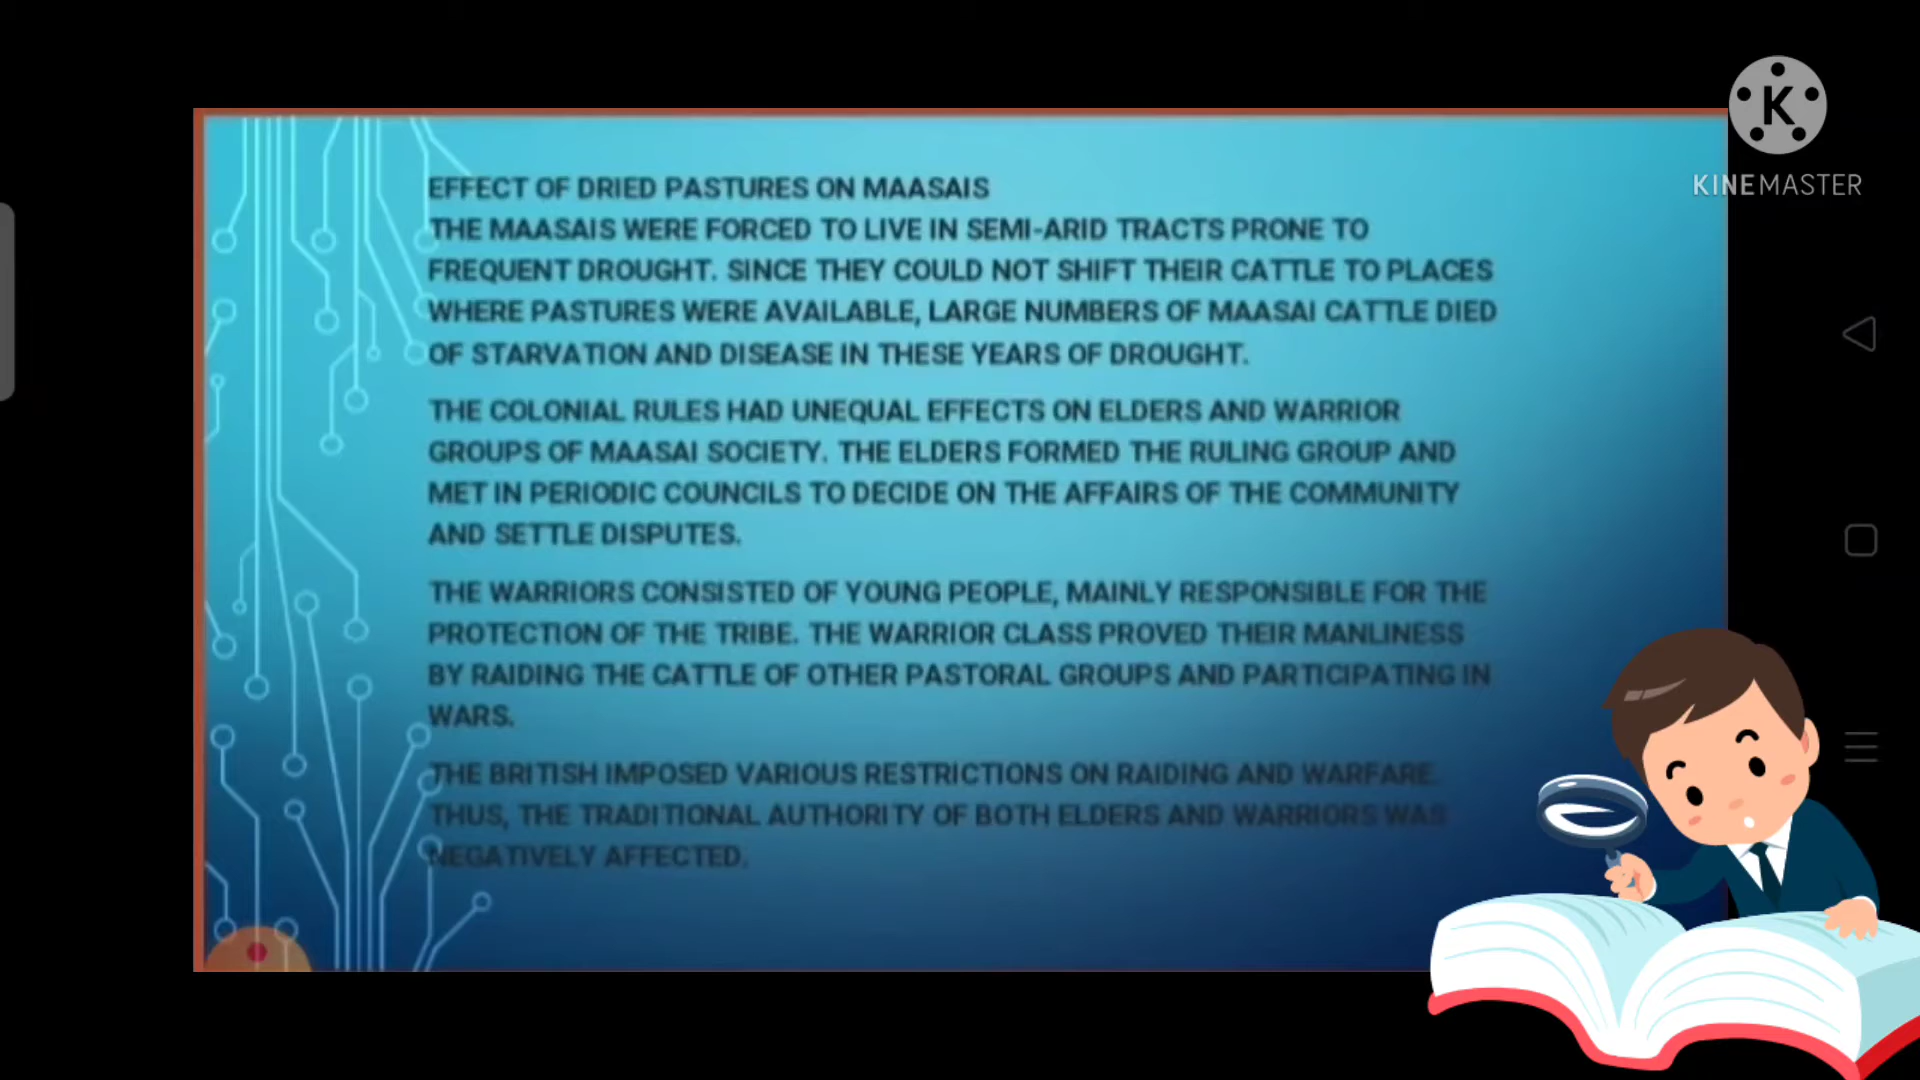 EFFECT OF DRIED PASTURES ON MAASAIS
THE MAASAIS WERE FORCED TO LIVE IN SEMI-ARID TRACTS PRONE TO
FREQUENT DROUGHT. SINCE THEY COULD NOT SHIFT THEIR CATTLE TO PLACES
WHERE PASTURES WERE AVAILABLE, LARGE NUMBERS OF MAASAI CATTLE DIED
OF STARVATION AND DISEASE IN THESE YEARS OF DROUGHT.
THE COLONIAL RULES HAD UNEQUAL EFFECTS ON ELDERS AND WARRIOR
GROUPS OF MAASAI SOCIETY. THE ELDERS FORMED THE RULING GROUP AND
MET IN PERIODIC COUNCILS TO DECIDE ON THE AFFAIRS OF THE COMMUNITY
AND SETTLE DISPUTES.
THE WARRIORS CONSISTED OF YOUNG PEOPLE, MAINLY RESPONSIBLE FOR THE
PROTECTION OF THE TRIBE. THE WARRIOR CLASS PROVED THEIR MANLINESS
BY RAIDING THE CATTLE OF OTHER PASTORAL GROUPS AND PARTICIPATING IN
WARS.
THE BRITISH IMPOSED VARIOUS RESTRICTIONS ON RAIDING AND WARFARE.
THUS, THE TRADITIONAL AUTHORITY OF BOTH ELDERS AND WARRIORS WAS
NEGATIVELY AFFECTED.
K
KINEMASTER